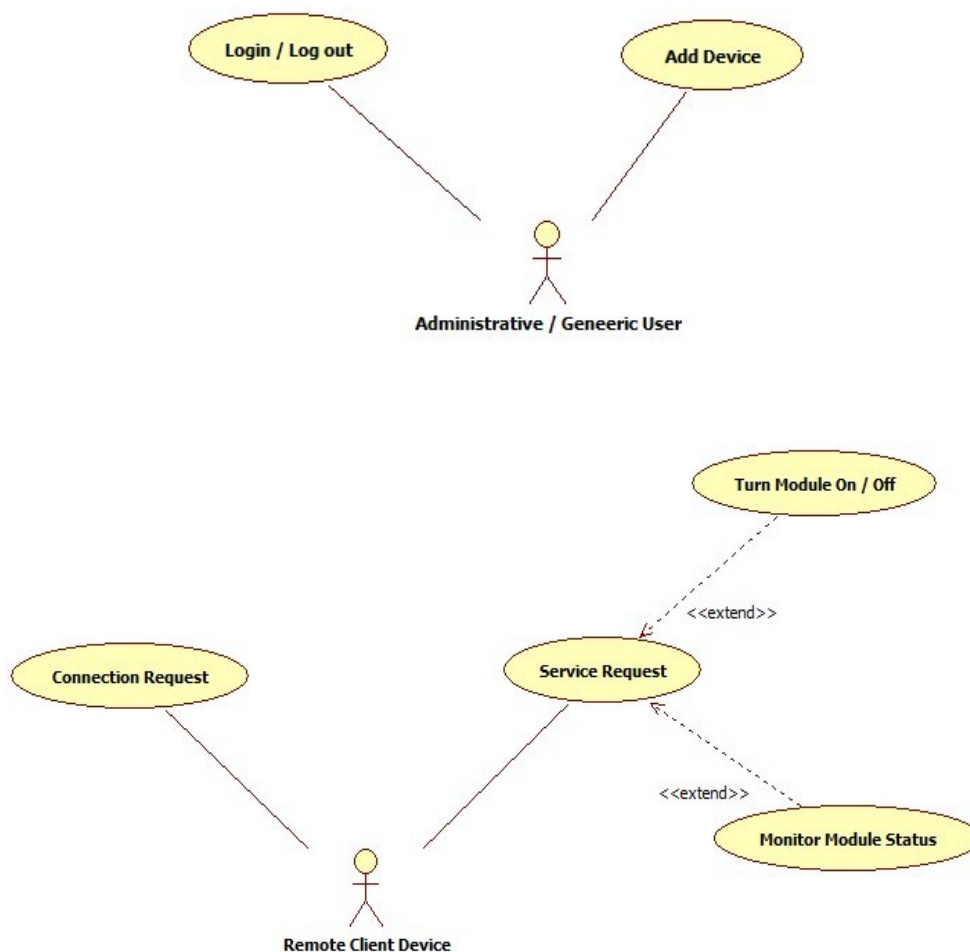 Login / Log out
Add Device
Administrative / Geneeric User
Turn Module On / Off
<<extend>>
Connection Request
Service Request
<<extend>>
Monitor Module Status
Remote Client Device